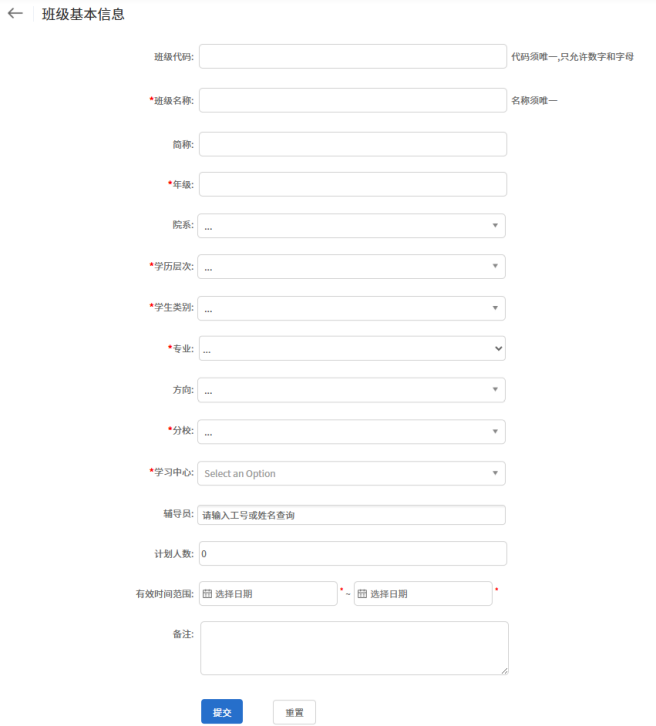 班级基本信息
班级代码: 代码须唯一,只允许数字和字母
*班级名称: 名称须唯一
简称:
*年级:
院系: ...
*学历层次: ...
*学生类别: ...
*专业: ...
方向: ...
*分校: ...
*学习中心: Select an Option
辅导员: 请输入工号或姓名查询
计划人数: 0
有效时间范围: 选择日期 * ~ 选择日期 *
备注:
提交 重置